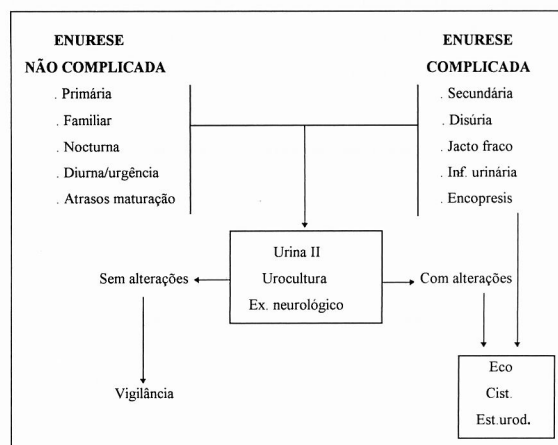 ENURESE
NÃO COMPLICADA
. Primária
. Familiar
. Nocturna
. Diurna/urgência
. Atrasos maturação
ENURESE
COMPLICADA
. Secundária
. Disúria
. Jacto fraco
. Inf. urinária
. Encopresis
Urina II
Urocultura
Ex. neurológico
Sem alterações
Com alterações
Vigilância
Eco
Cist.
Est.urod.